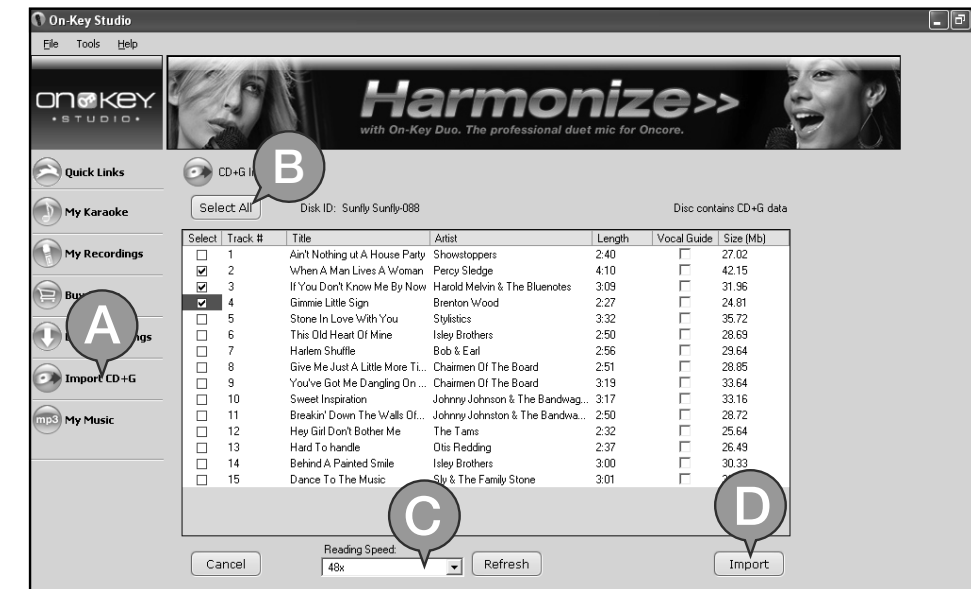 On-Key Studio
File Tools Help
on key
• STUDIO •
Harmonize>>
with On-Key Duo. The professional duet mic for Oncore.
Quick Links
My Karaoke
My Recordings
Import CD+G
mp3 My Music
A
B
C
D
CD+G
Select All Disk ID: Sunfly Sunfly-088 Disc contains CD+G data
Select Track # Title Artist Length Vocal Guide Size (Mb)
1 Ain't Nothing ut A House Party Showstoppers 2:40 27.02
2 When A Man Lives A Woman Percy Sledge 4:10 42.15
3 If You Don't Know Me By Now Harold Melvin & The Bluenotes 3:09 31.96
4 Gimmie Little Sign Brenton Wood 2:27 24.81
5 Stone In Love With You Stylistics 3:32 35.72
6 This Old Heart Of Mine Isley Brothers 2:50 28.69
7 Harlem Shuffle Bob & Earl 2:56 29.64
8 Give Me Just A Little More Ti... Chairmen Of The Board 2:51 28.85
9 You've Got Me Dangling On ... Chairmen Of The Board 3:19 33.64
10 Sweet Inspiration Johnny Johnson & The Bandwag... 3:17 33.16
11 Breakin' Down The Walls Of... Johnny Johnston & The Bandwa... 2:50 28.72
12 Hey Girl Don't Bother Me The Tams 2:32 25.64
13 Hard To handle Otis Redding 2:37 26.49
14 Behind A Painted Smile Isley Brothers 3:00 30.33
15 Dance To The Music Sly & The Family Stone 3:01
Reading Speed:
Cancel 48x Refresh Import